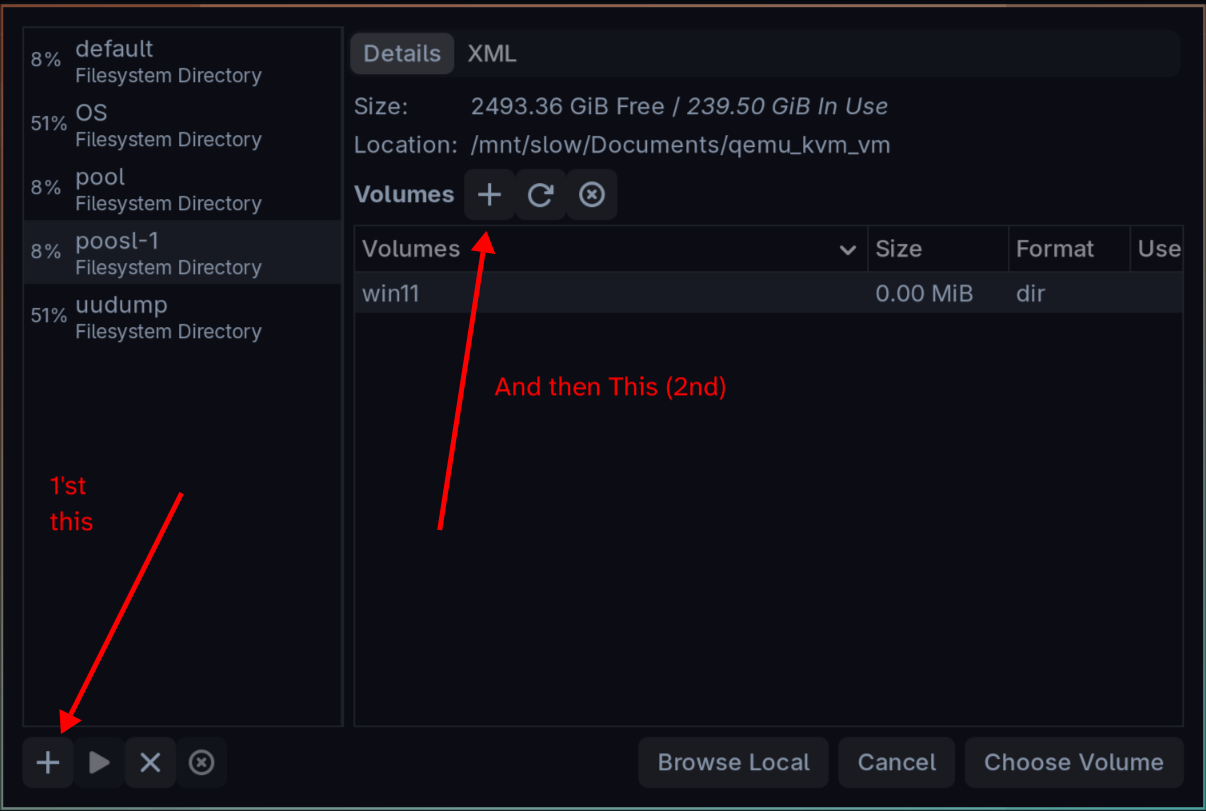 default
8%
Filesystem Directory
OS
51%
Filesystem Directory
pool
8%
Filesystem Directory
poosl-1
8%
Filesystem Directory
uudump
51%
Filesystem Directory
1'st
this
Details XML
Size: 2493.36 GiB Free / 239.50 GiB In Use
Location: /mnt/slow/Documents/qemu_kvm_vm
Volumes
Volumes Size Format Use
win11 0.00 MiB dir
And then This (2nd)
Browse Local Cancel Choose Volume